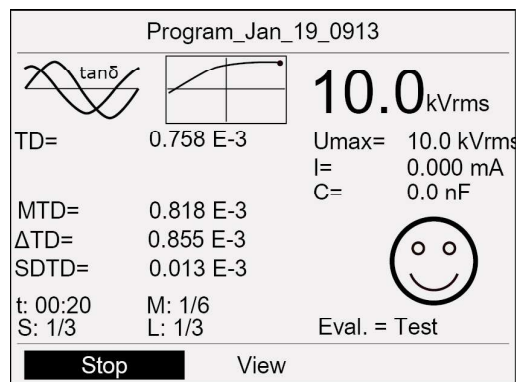 Program_Jan_19_0913
tanδ
10.0kVrms
TD= 0.758 E-3
Umax= 10.0 kVrms
I= 0.000 mA
C= 0.0 nF
MTD= 0.818 E-3
ΔTD= 0.855 E-3
SDTD= 0.013 E-3
t: 00:20 M: 1/6
S: 1/3 L: 1/3
Eval. = Test
Stop View